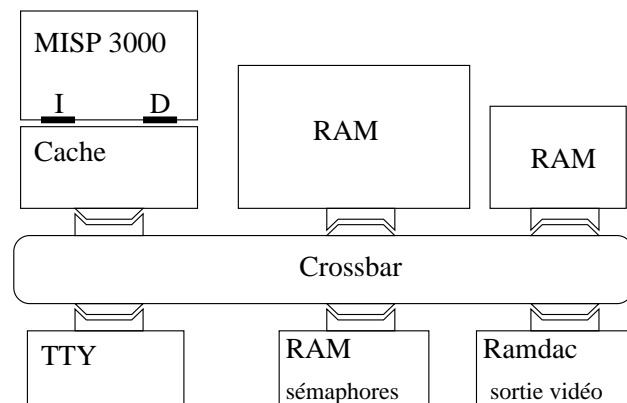 MISP 3000
I D
Cache
RAM
RAM
Crossbar
TTY
RAM
sémaphores
Ramdac
sortie vidéo